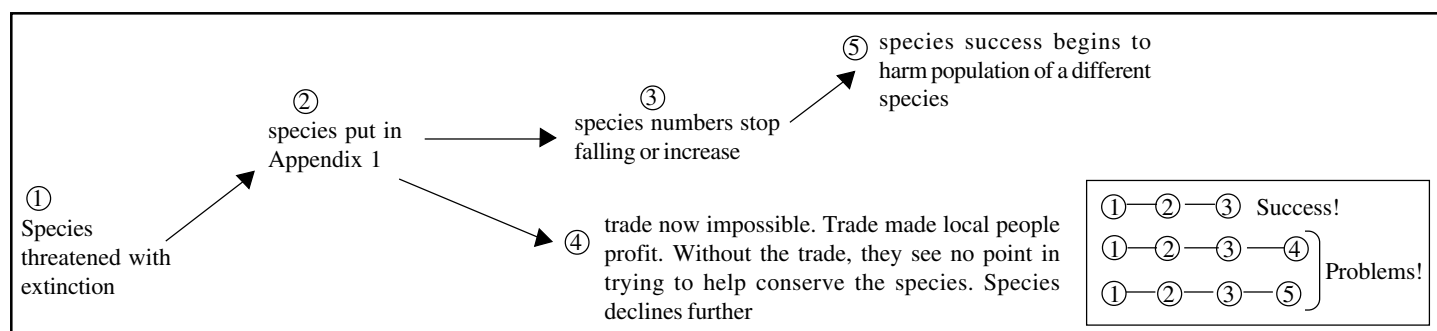 ①
Species
threatened with
extinction
②
species put in
Appendix 1
③
species numbers stop
falling or increase
⑤ species success begins to
harm population of a different
species
④ trade now impossible. Trade made local people
profit. Without the trade, they see no point in
trying to help conserve the species. Species
declines further
①—②—③ Success!
①—②—③—④
Problems!
①—②—③—⑤